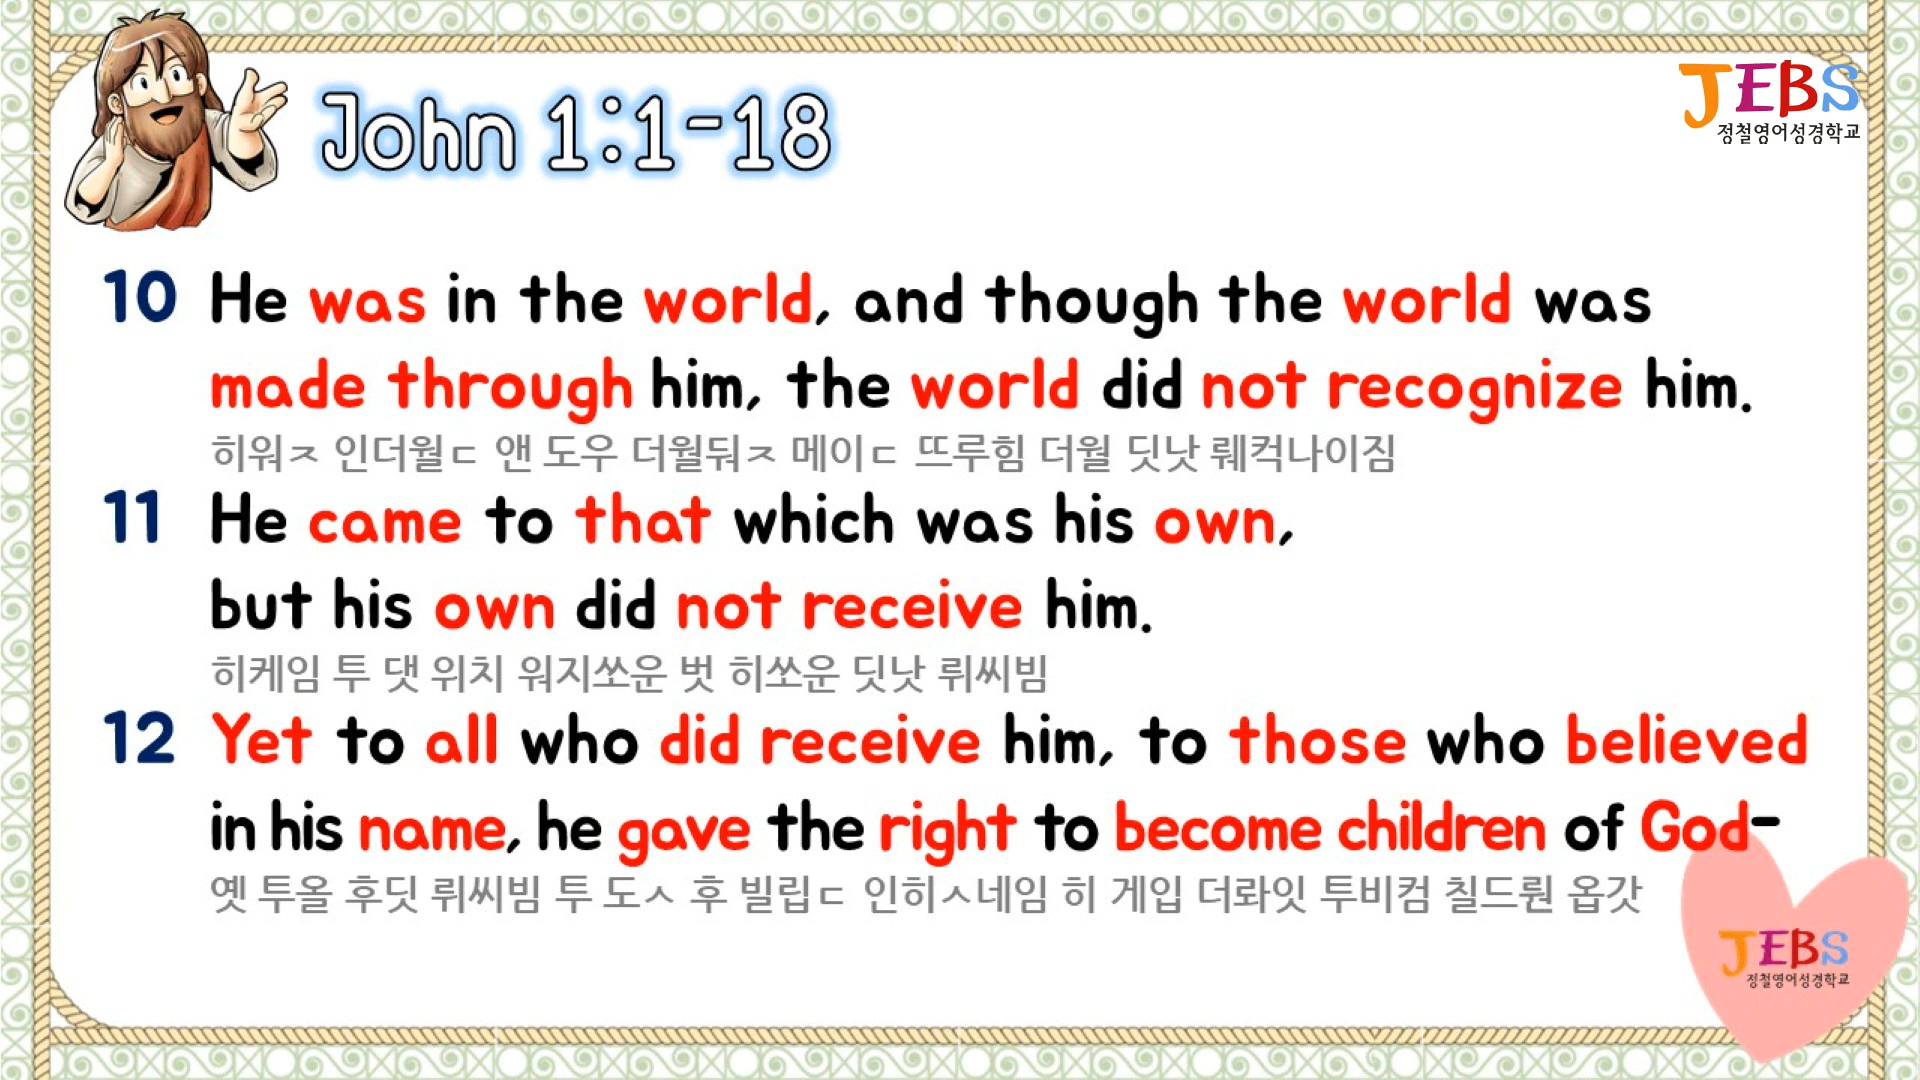 John 1:1-18
JEBS
정철영어성경학교
10 He was in the world, and though the world was
made through him, the world did not recognize him.
히워ㅈ 인더월ㄷ 앤 도우 더월둬ㅈ 메이ㄷ 뜨루힘 더월 딧낫 뤠컥나이짐
11 He came to that which was his own,
but his own did not receive him.
히케임 투 댓 위치 워지쏘운 벗 히쏘운 딧낫 뤼씨빔
12 Yet to all who did receive him, to those who believed
in his name, he gave the right to become children of God-
옛 투올 후딧 뤼씨빔 투 도ㅅ 후 빌립ㄷ 인히ㅅ네임 히 게입 더롸잇 투비컴 칠드뤈 옵갓
JEBS
정철영어성경학교